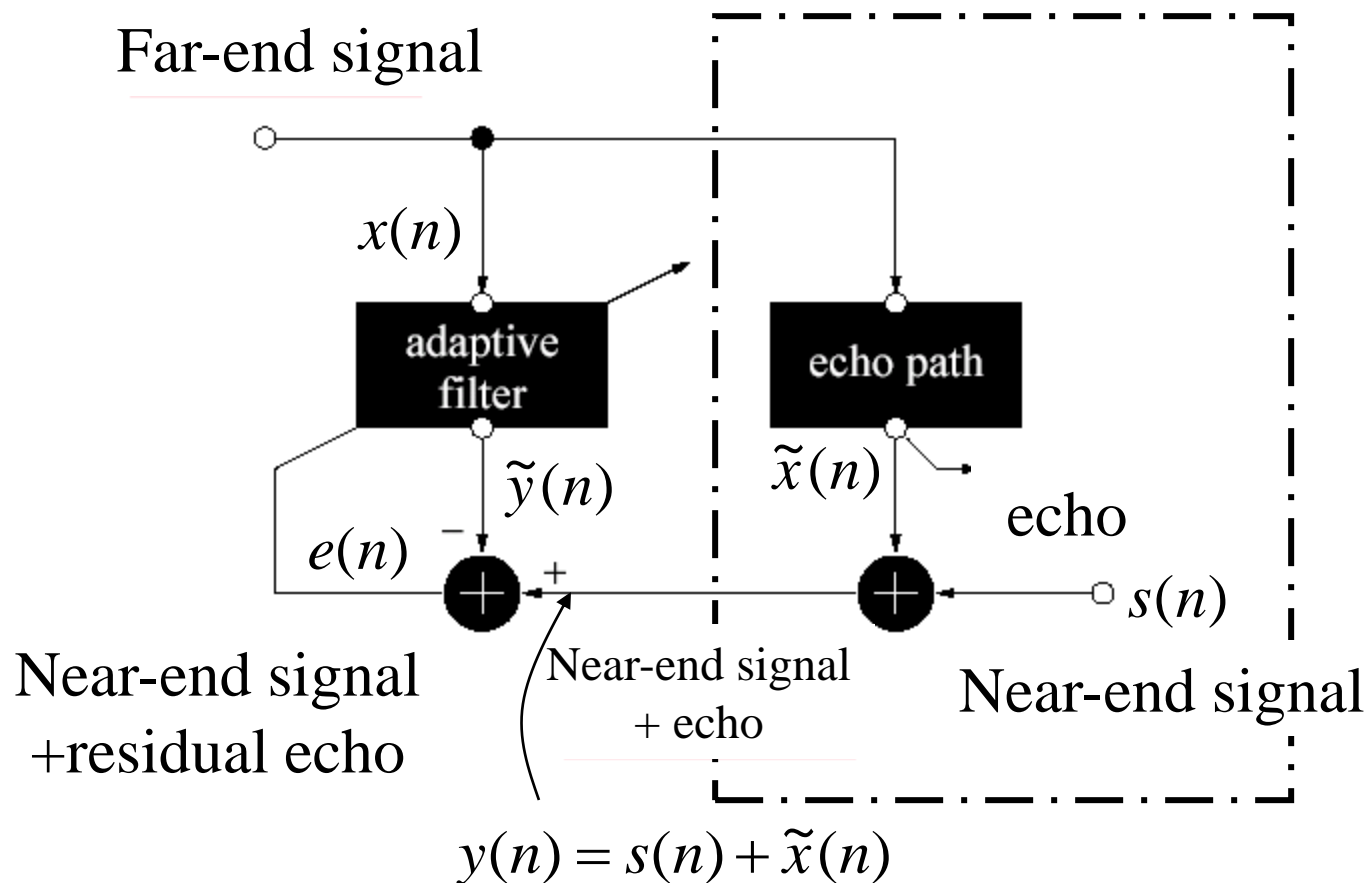 Far-end signal
x(n)
adaptive
filter
echo path
ỹ(n)
x̃(n)
echo
−
e(n)
+
s(n)
Near-end signal
+residual echo
Near-end signal
+ echo
Near-end signal
y(n) = s(n) + x̃(n)